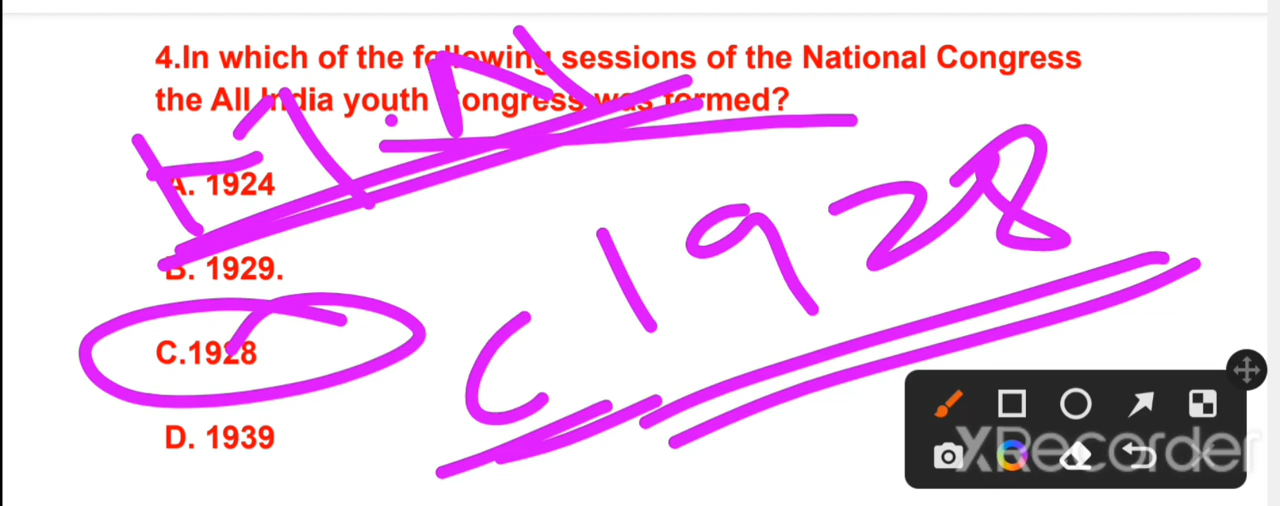 4.In which of the following sessions of the National Congress
the All India youth Congress was formed?
A. 1924
B. 1929.
C.1928
D. 1939
C 1928
XRecorder